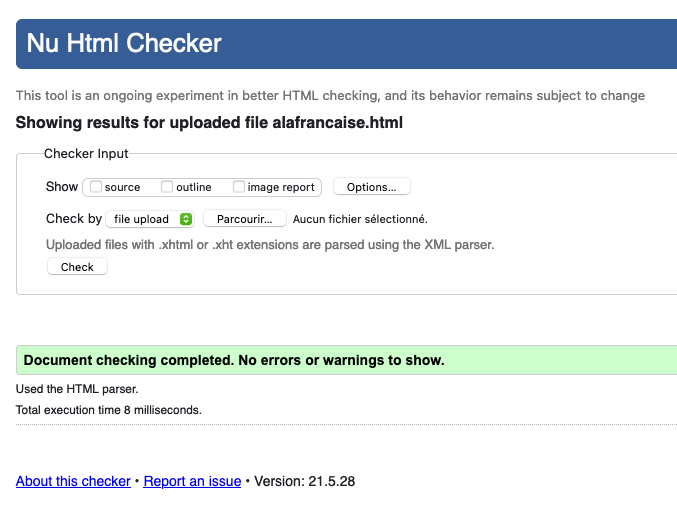 Nu Html Checker
This tool is an ongoing experiment in better HTML checking, and its behavior remains subject to change
Showing results for uploaded file alafrancaise.html
Checker Input
Show source outline image report Options...
Check by file upload Parcourir... Aucun fichier sélectionné.
Uploaded files with .xhtml or .xht extensions are parsed using the XML parser.
Check
Document checking completed. No errors or warnings to show.
Used the HTML parser.
Total execution time 8 milliseconds.
About this checker • Report an issue • Version: 21.5.28